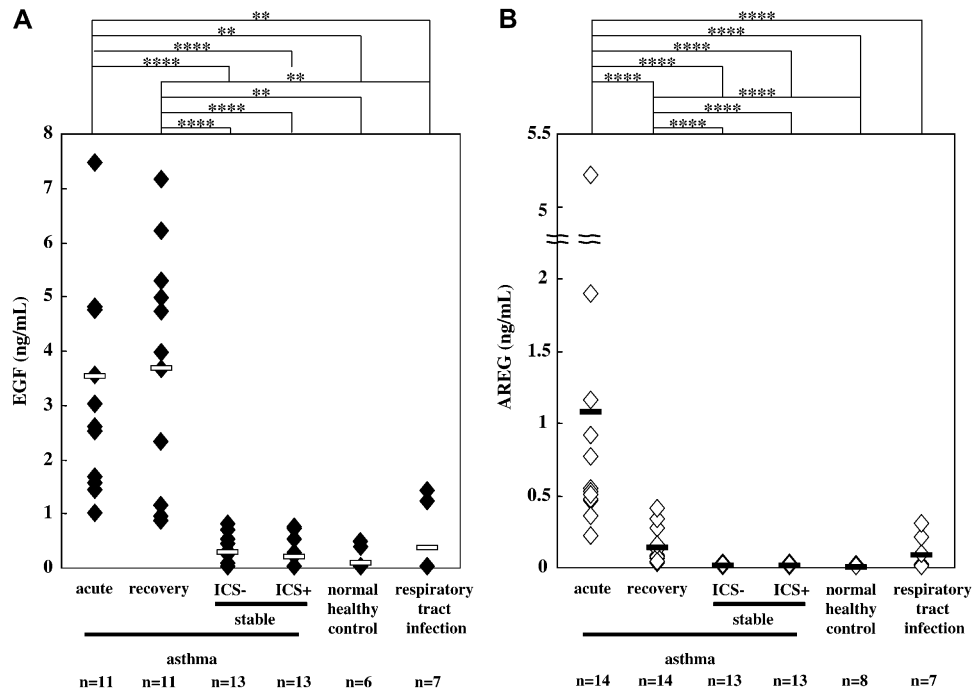 A
**
**
****
****
**
**
****
****
8
7
6
5
4
3
2
1
0
EGF (ng/mL)
acute recovery ICS- ICS+ normal healthy control respiratory tract infection
stable
asthma
n=11 n=11 n=13 n=13 n=6 n=7
B
****
****
****
****
**** ****
****
****
5.5
5
2
1.5
1
0.5
0
AREG (ng/mL)
acute recovery ICS- ICS+ normal healthy control respiratory tract infection
stable
asthma
n=14 n=14 n=13 n=13 n=8 n=7